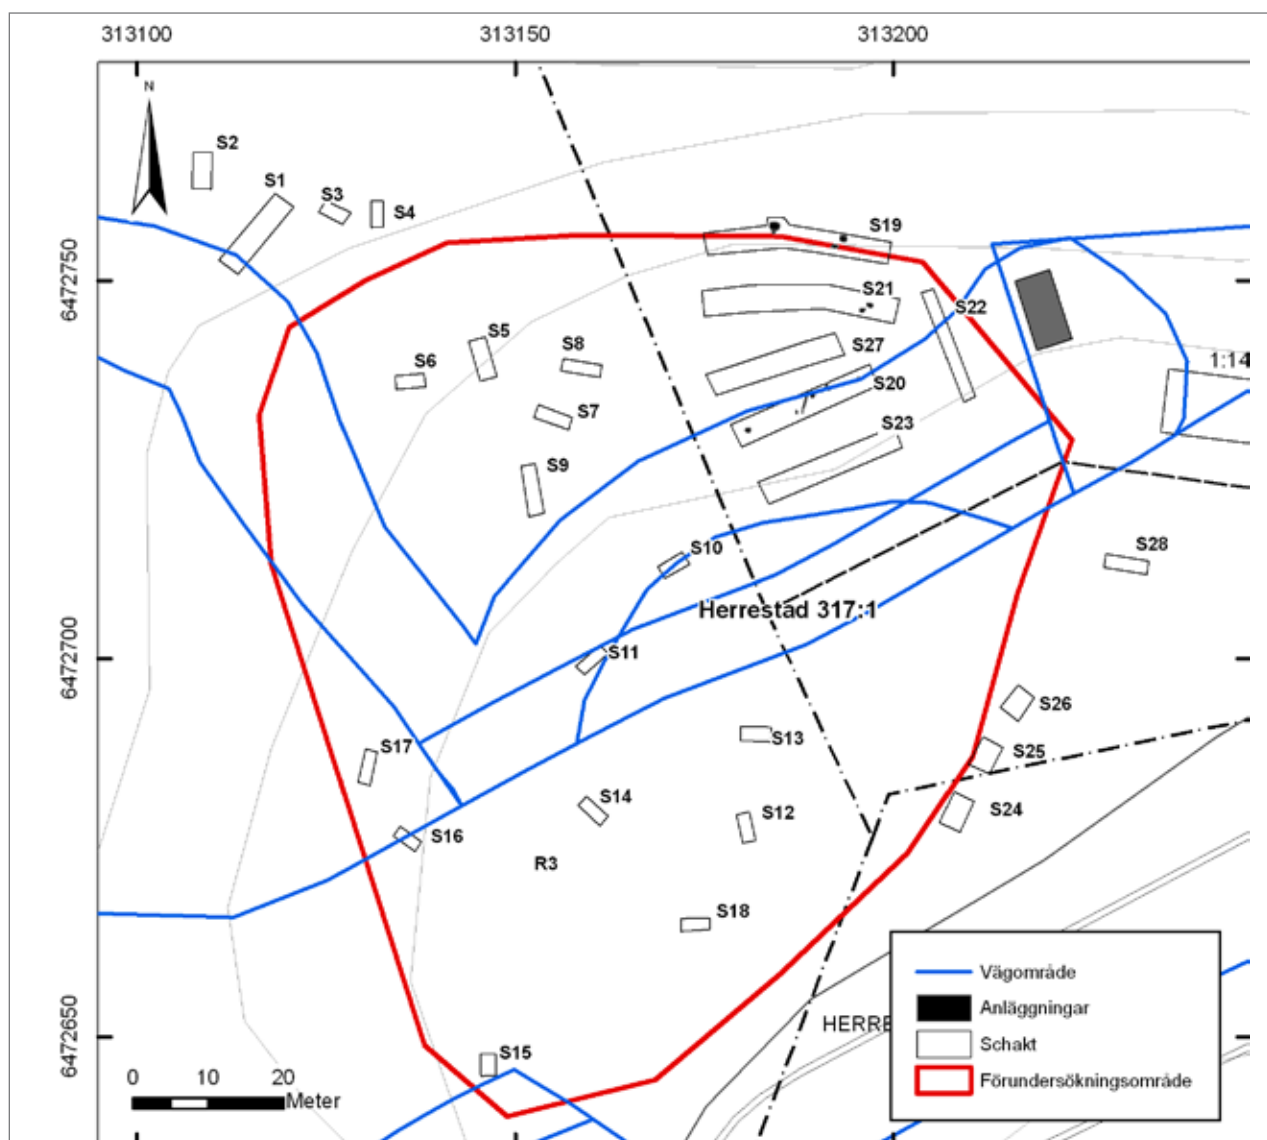 313100 313150 313200
N
S2
S1
S3
S4
S19
6472750
S21
S22
S5
S8
S27
1:14
S6
S20
S7
S23
S9
S10
S28
Herrestad 317:1
S11
6472700
S26
S17
S13
S25
S14
S12
S24
S16
R3
S18
Vägområde
Anläggningar
HERRE
Schakt
6472650
S15
Förundersökningsområde
0 10 20
Meter